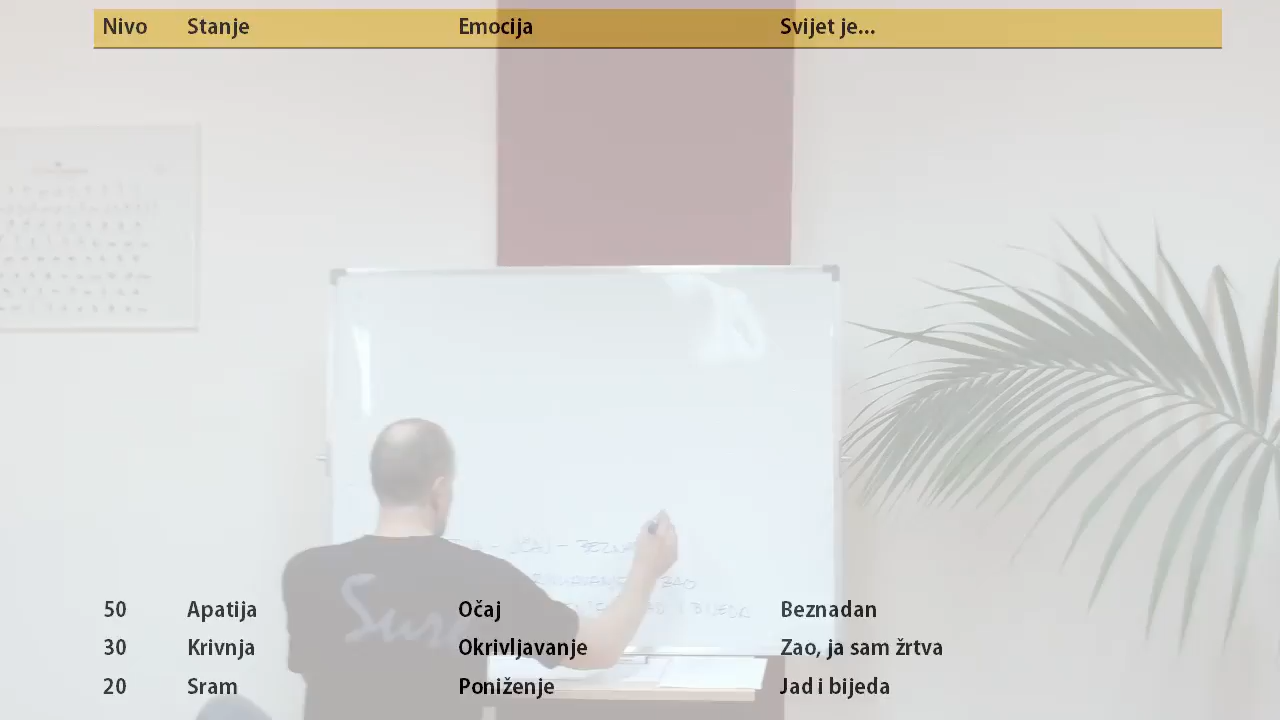 Nivo Stanje Emocija Svijet je...
50 Apatija Očaj Beznadan
30 Krivnja Okrivljavanje Zao, ja sam žrtva
20 Sram Poniženje Jad i bijeda